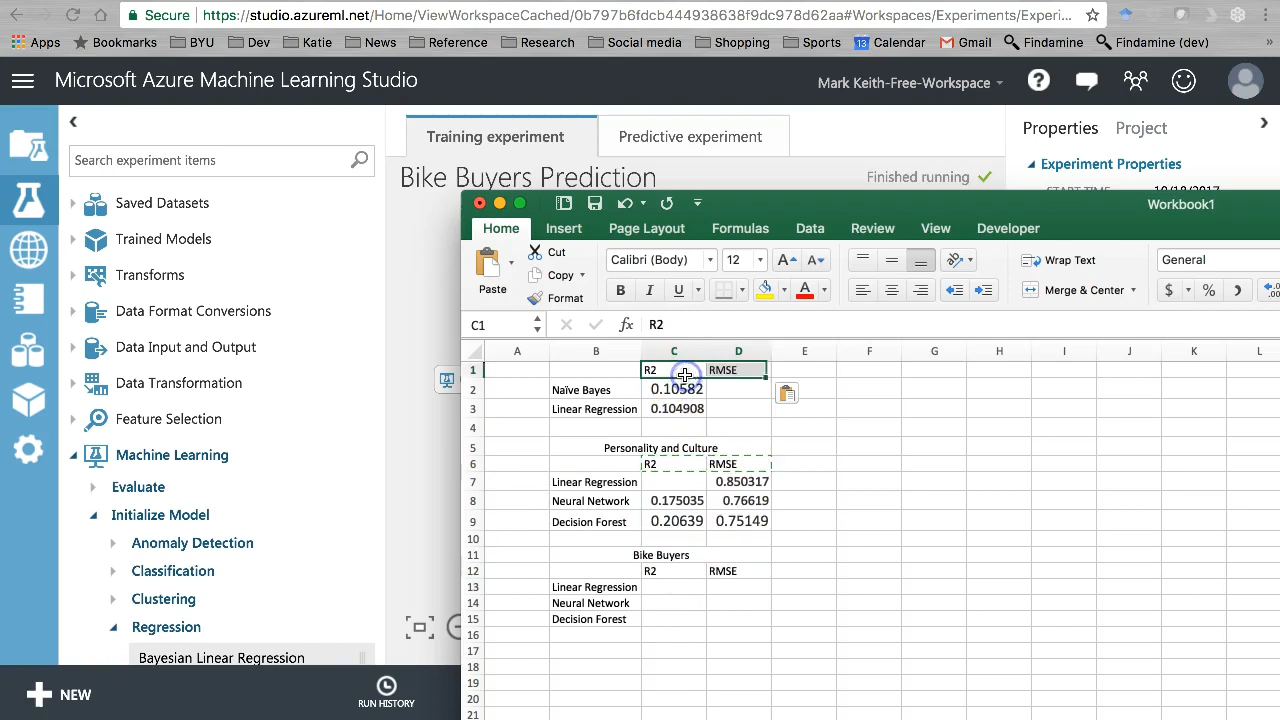 Secure https://studio.azureml.net/Home/ViewWorkspaceCached/0b797b6fdcb444938638f9dc978d62aa#Workspaces/Experiments/Experi...
Apps Bookmarks BYU Dev Katie News Reference Research Social media Shopping Sports 13 Calendar Gmail Findamine Findamine (dev) »
Microsoft Azure Machine Learning Studio
Mark Keith-Free-Workspace
Search experiment items
Saved Datasets
Trained Models
Transforms
Data Format Conversions
Data Input and Output
Data Transformation
Feature Selection
Machine Learning
Evaluate
Initialize Model
Anomaly Detection
Classification
Clustering
Regression
Bayesian Linear Regression
NEW
RUN HISTORY
Training experiment Predictive experiment
Bike Buyers Prediction
Finished running
Properties Project
Experiment Properties
Workbook1
Home Insert Page Layout Formulas Data Review View Developer
Paste
Cut
Copy
Format
Calibri (Body) 12
B I U
Wrap Text
Merge & Center
General
$ %
C1 fx R2
A B C D E F G H I J K L
1 R2 RMSE
2 Naïve Bayes 0.10582
3 Linear Regression 0.104908
4
5 Personality and Culture
6 R2 RMSE
7 Linear Regression 0.850317
8 Neural Network 0.175035 0.76619
9 Decision Forest 0.20639 0.75149
10
11 Bike Buyers
12 R2 RMSE
13 Linear Regression
14 Neural Network
15 Decision Forest
16
17
18
19
20
21